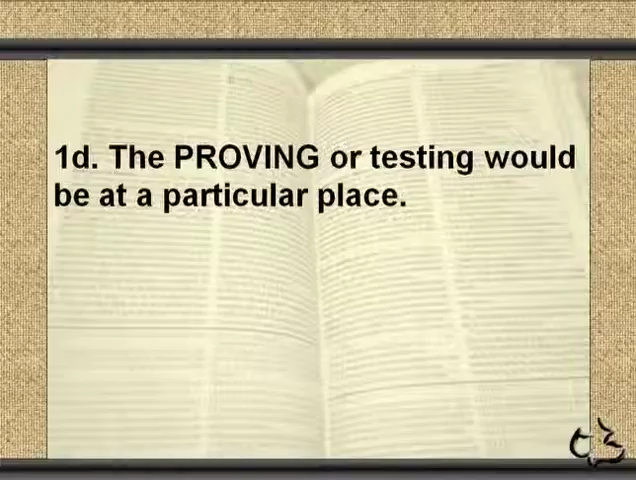 1d. The PROVING or testing would
be at a particular place.